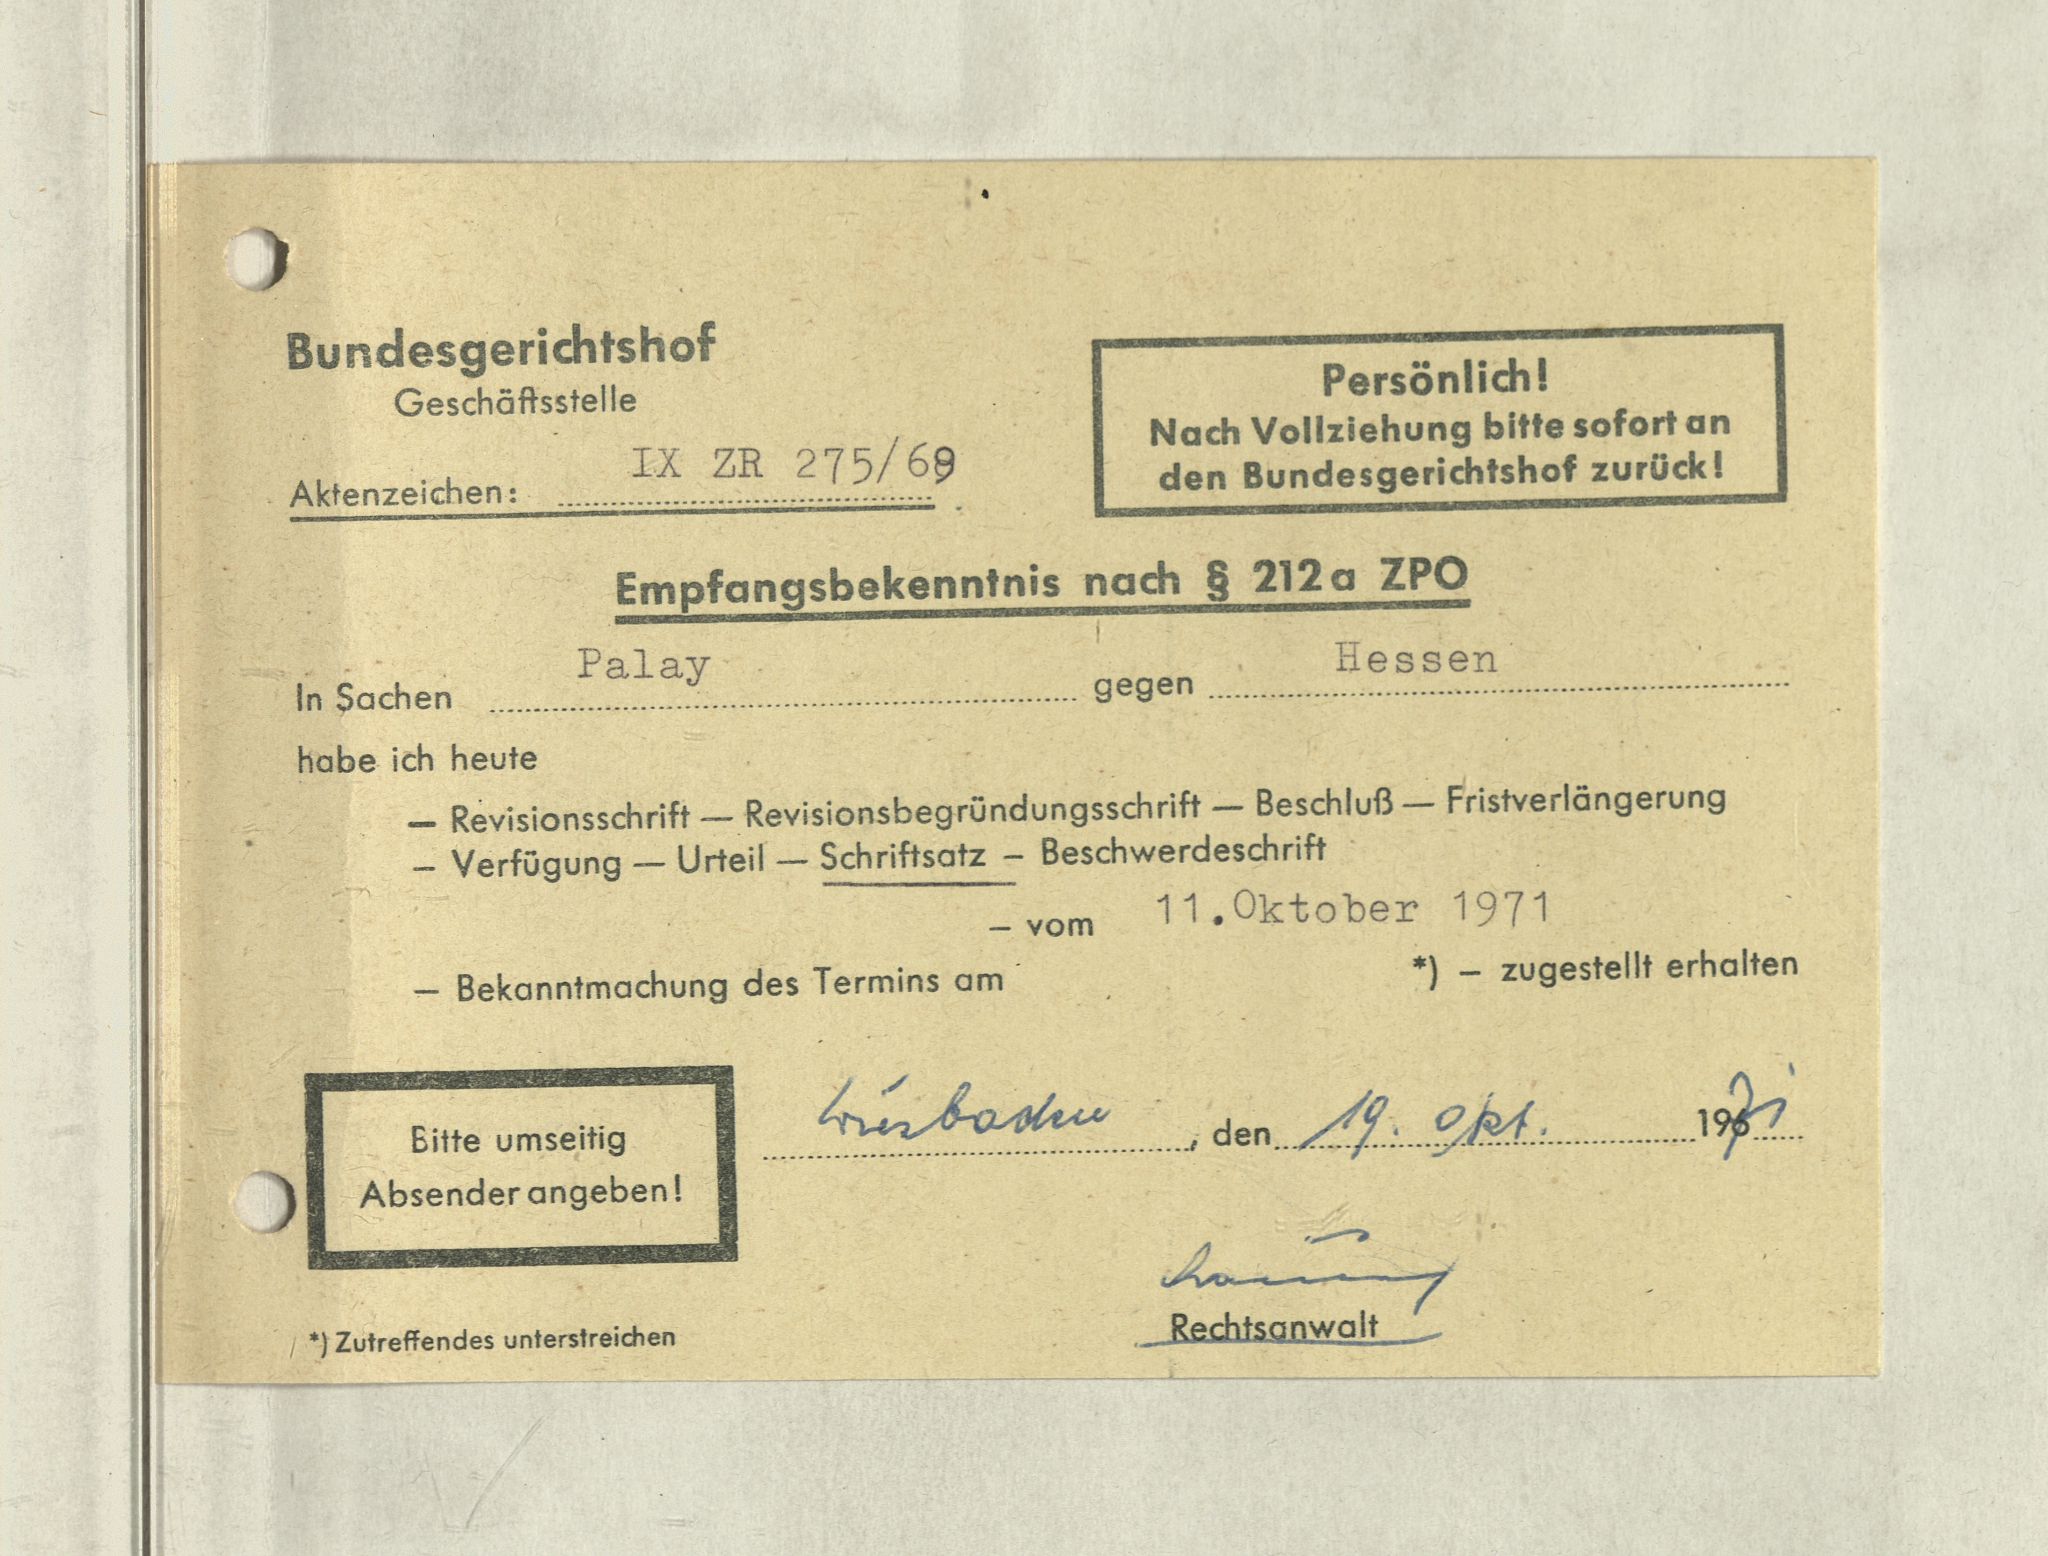 Bundesgerichtshof
Geschäftsstelle
Aktenzeichen: IX ZR 275/69
Persönlich!
Nach Vollziehung bitte sofort an
den Bundesgerichtshof zurück!
Empfangsbekenntnis nach § 212a ZPO
In Sachen Palay gegen Hessen
habe ich heute
— Revisionsschrift — Revisionsbegründungsschrift — Beschluß — Fristverlängerung
— Verfügung — Urteil — Schriftsatz — Beschwerdeschrift
— vom 11.Oktober 1971
— Bekanntmachung des Termins am *) — zugestellt erhalten
Bitte umseitig
Absender angeben!
Wiesbaden, den 19. Okt. 1971
Rechtsanwalt
*) Zutreffendes unterstreichen